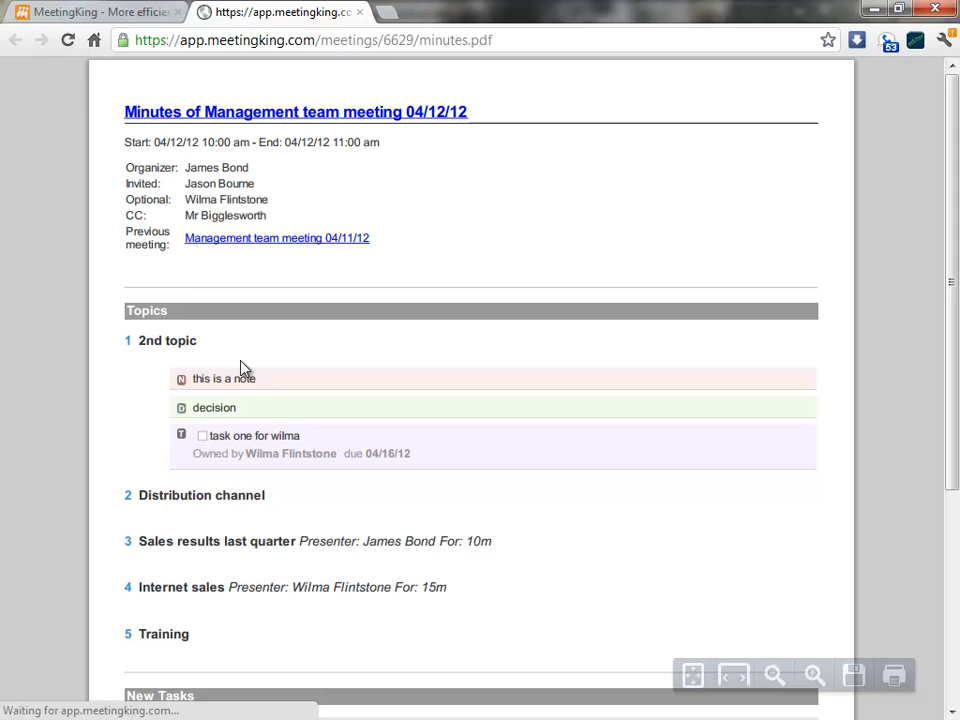 MeetingKing - More efficie
https://app.meetingking.co
https://app.meetingking.com/meetings/6629/minutes.pdf
53
Minutes of Management team meeting 04/12/12
Start: 04/12/12 10:00 am - End: 04/12/12 11:00 am
Organizer: James Bond
Invited: Jason Bourne
Optional: Wilma Flintstone
CC: Mr Bigglesworth
Previous meeting: Management team meeting 04/11/12
Topics
1 2nd topic
N this is a note
D decision
T task one for wilma
Owned by Wilma Flintstone due 04/16/12
2 Distribution channel
3 Sales results last quarter Presenter: James Bond For: 10m
4 Internet sales Presenter: Wilma Flintstone For: 15m
5 Training
New Tasks
Waiting for app.meetingking.com...